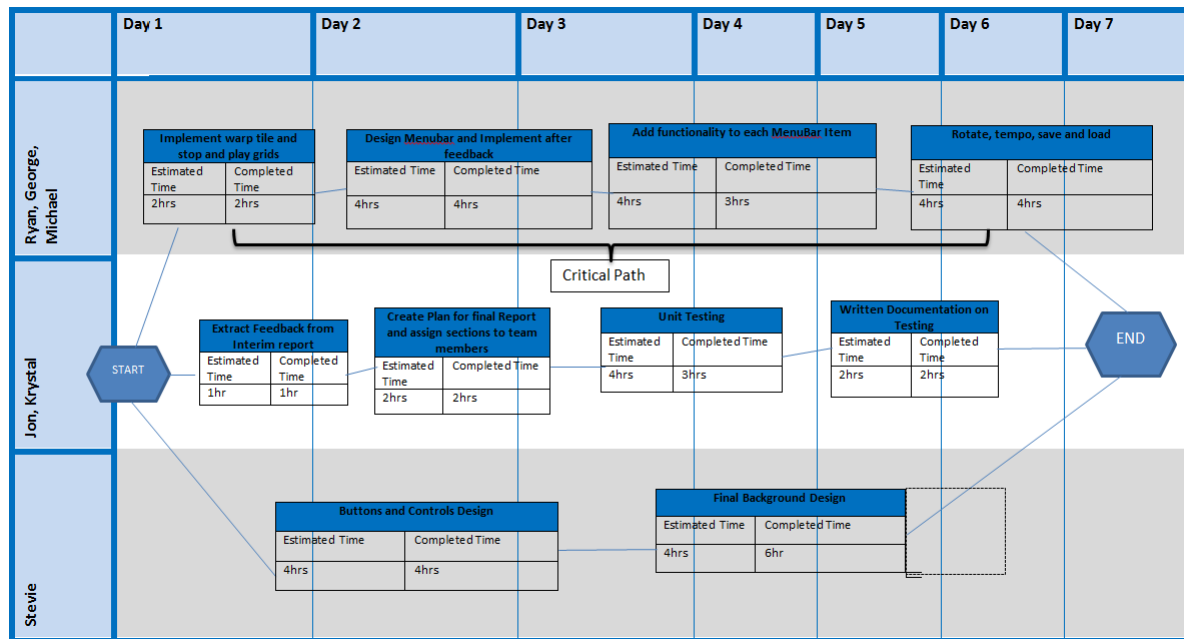 Day 1 Day 2 Day 3 Day 4 Day 5 Day 6 Day 7
Ryan, George,
Michael
Implement warp tile and
stop and play grids
Estimated
Time
Completed
Time
2hrs 2hrs
Design Menubar and Implement after
feedback
Estimated Time Completed Time
4hrs 4hrs
Add functionality to each MenuBar Item
Estimated Time Completed Time
4hrs 3hrs
Rotate, tempo, save and load
Estimated
Time
Completed Time
4hrs 4hrs
Critical Path
Jon, Krystal
START
Extract Feedback from
Interim report
Estimated
Time
Completed
Time
1hr 1hr
Create Plan for final Report
and assign sections to team
members
Estimated
Time
Completed Time
2hrs 2hrs
Unit Testing
Estimated
Time
Completed Time
4hrs 3hrs
Written Documentation on
Testing
Estimated
Time
Completed
Time
2hrs 2hrs
END
Stevie
Buttons and Controls Design
Estimated Time Completed Time
4hrs 4hrs
Final Background Design
Estimated Time Completed Time
4hrs 6hr